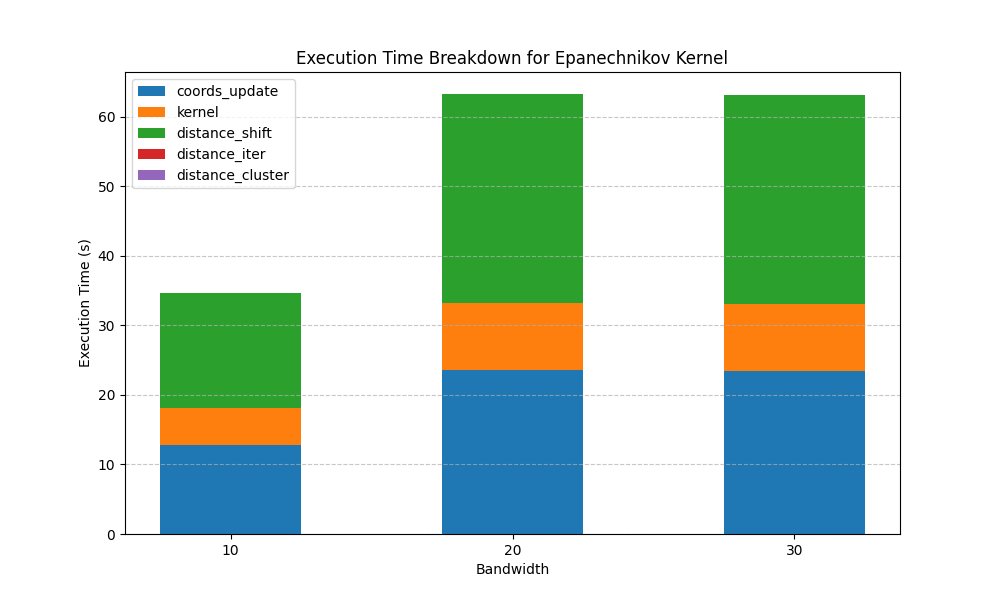 Execution Time Breakdown for Epanechnikov Kernel
coords_update
kernel
distance_shift
distance_iter
distance_cluster
Execution Time (s)
60
50
40
30
20
10
0
10
20
30
Bandwidth